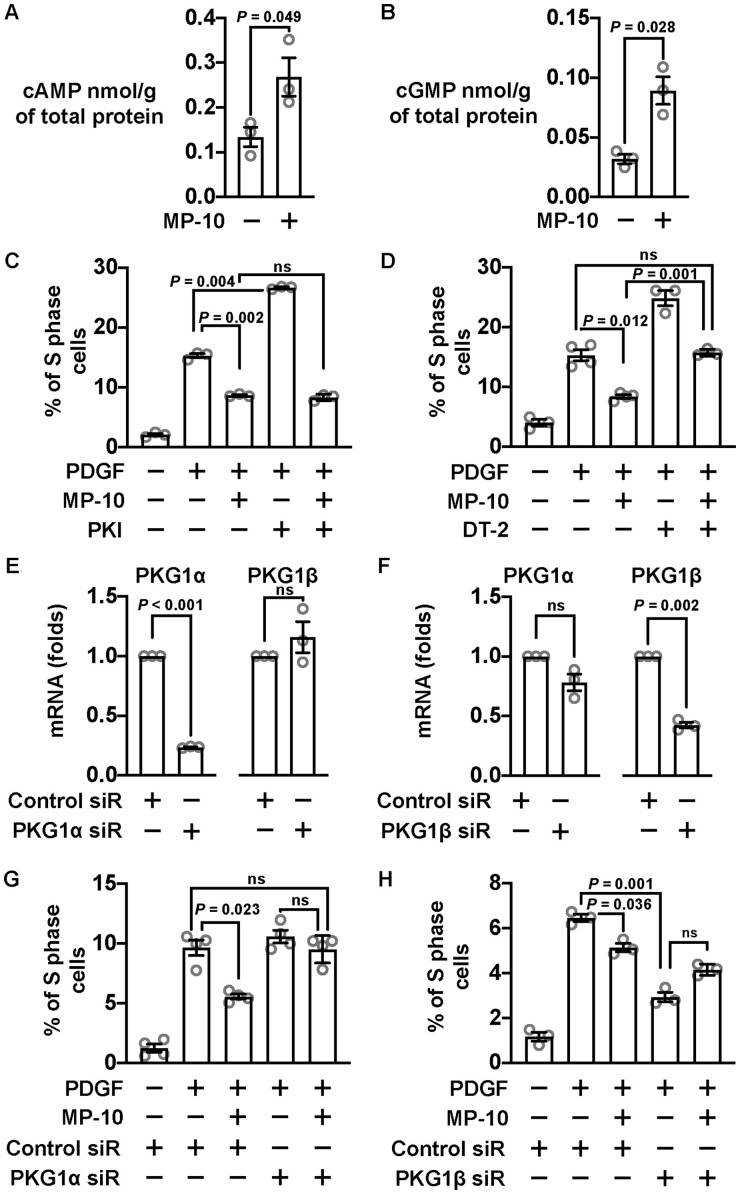 A
P = 0.049
0.4
0.3
0.2
0.1
0.0
cAMP nmol/g
of total protein
MP-10 − +
B
P = 0.028
0.15
0.10
0.05
0.00
cGMP nmol/g
of total protein
MP-10 − +
C
ns
P = 0.004
P = 0.002
30
20
10
0
% of S phase
cells
PDGF − + + + +
MP-10 − − + − +
PKI − − − + +
D
ns
P = 0.001
P = 0.012
30
20
10
0
% of S phase
cells
PDGF − + + + +
MP-10 − − + − +
DT-2 − − − + +
E
PKG1α PKG1β
P < 0.001 ns
1.5
1.0
0.5
0.0
mRNA (folds)
Control siR + − + −
PKG1α siR − + − +
F
PKG1α PKG1β
ns P = 0.002
1.5
1.0
0.5
0.0
mRNA (folds)
Control siR + − + −
PKG1β siR − + − +
G
ns
P = 0.023 ns
15
10
5
0
% of S phase
cells
PDGF − + + + +
MP-10 − − + − +
Control siR + + + − −
PKG1α siR − − − + +
H
P = 0.001
P = 0.036
ns
8
6
4
2
0
% of S phase
cells
PDGF − + + + +
MP-10 − − + − +
Control siR + + + − −
PKG1β siR − − − + +